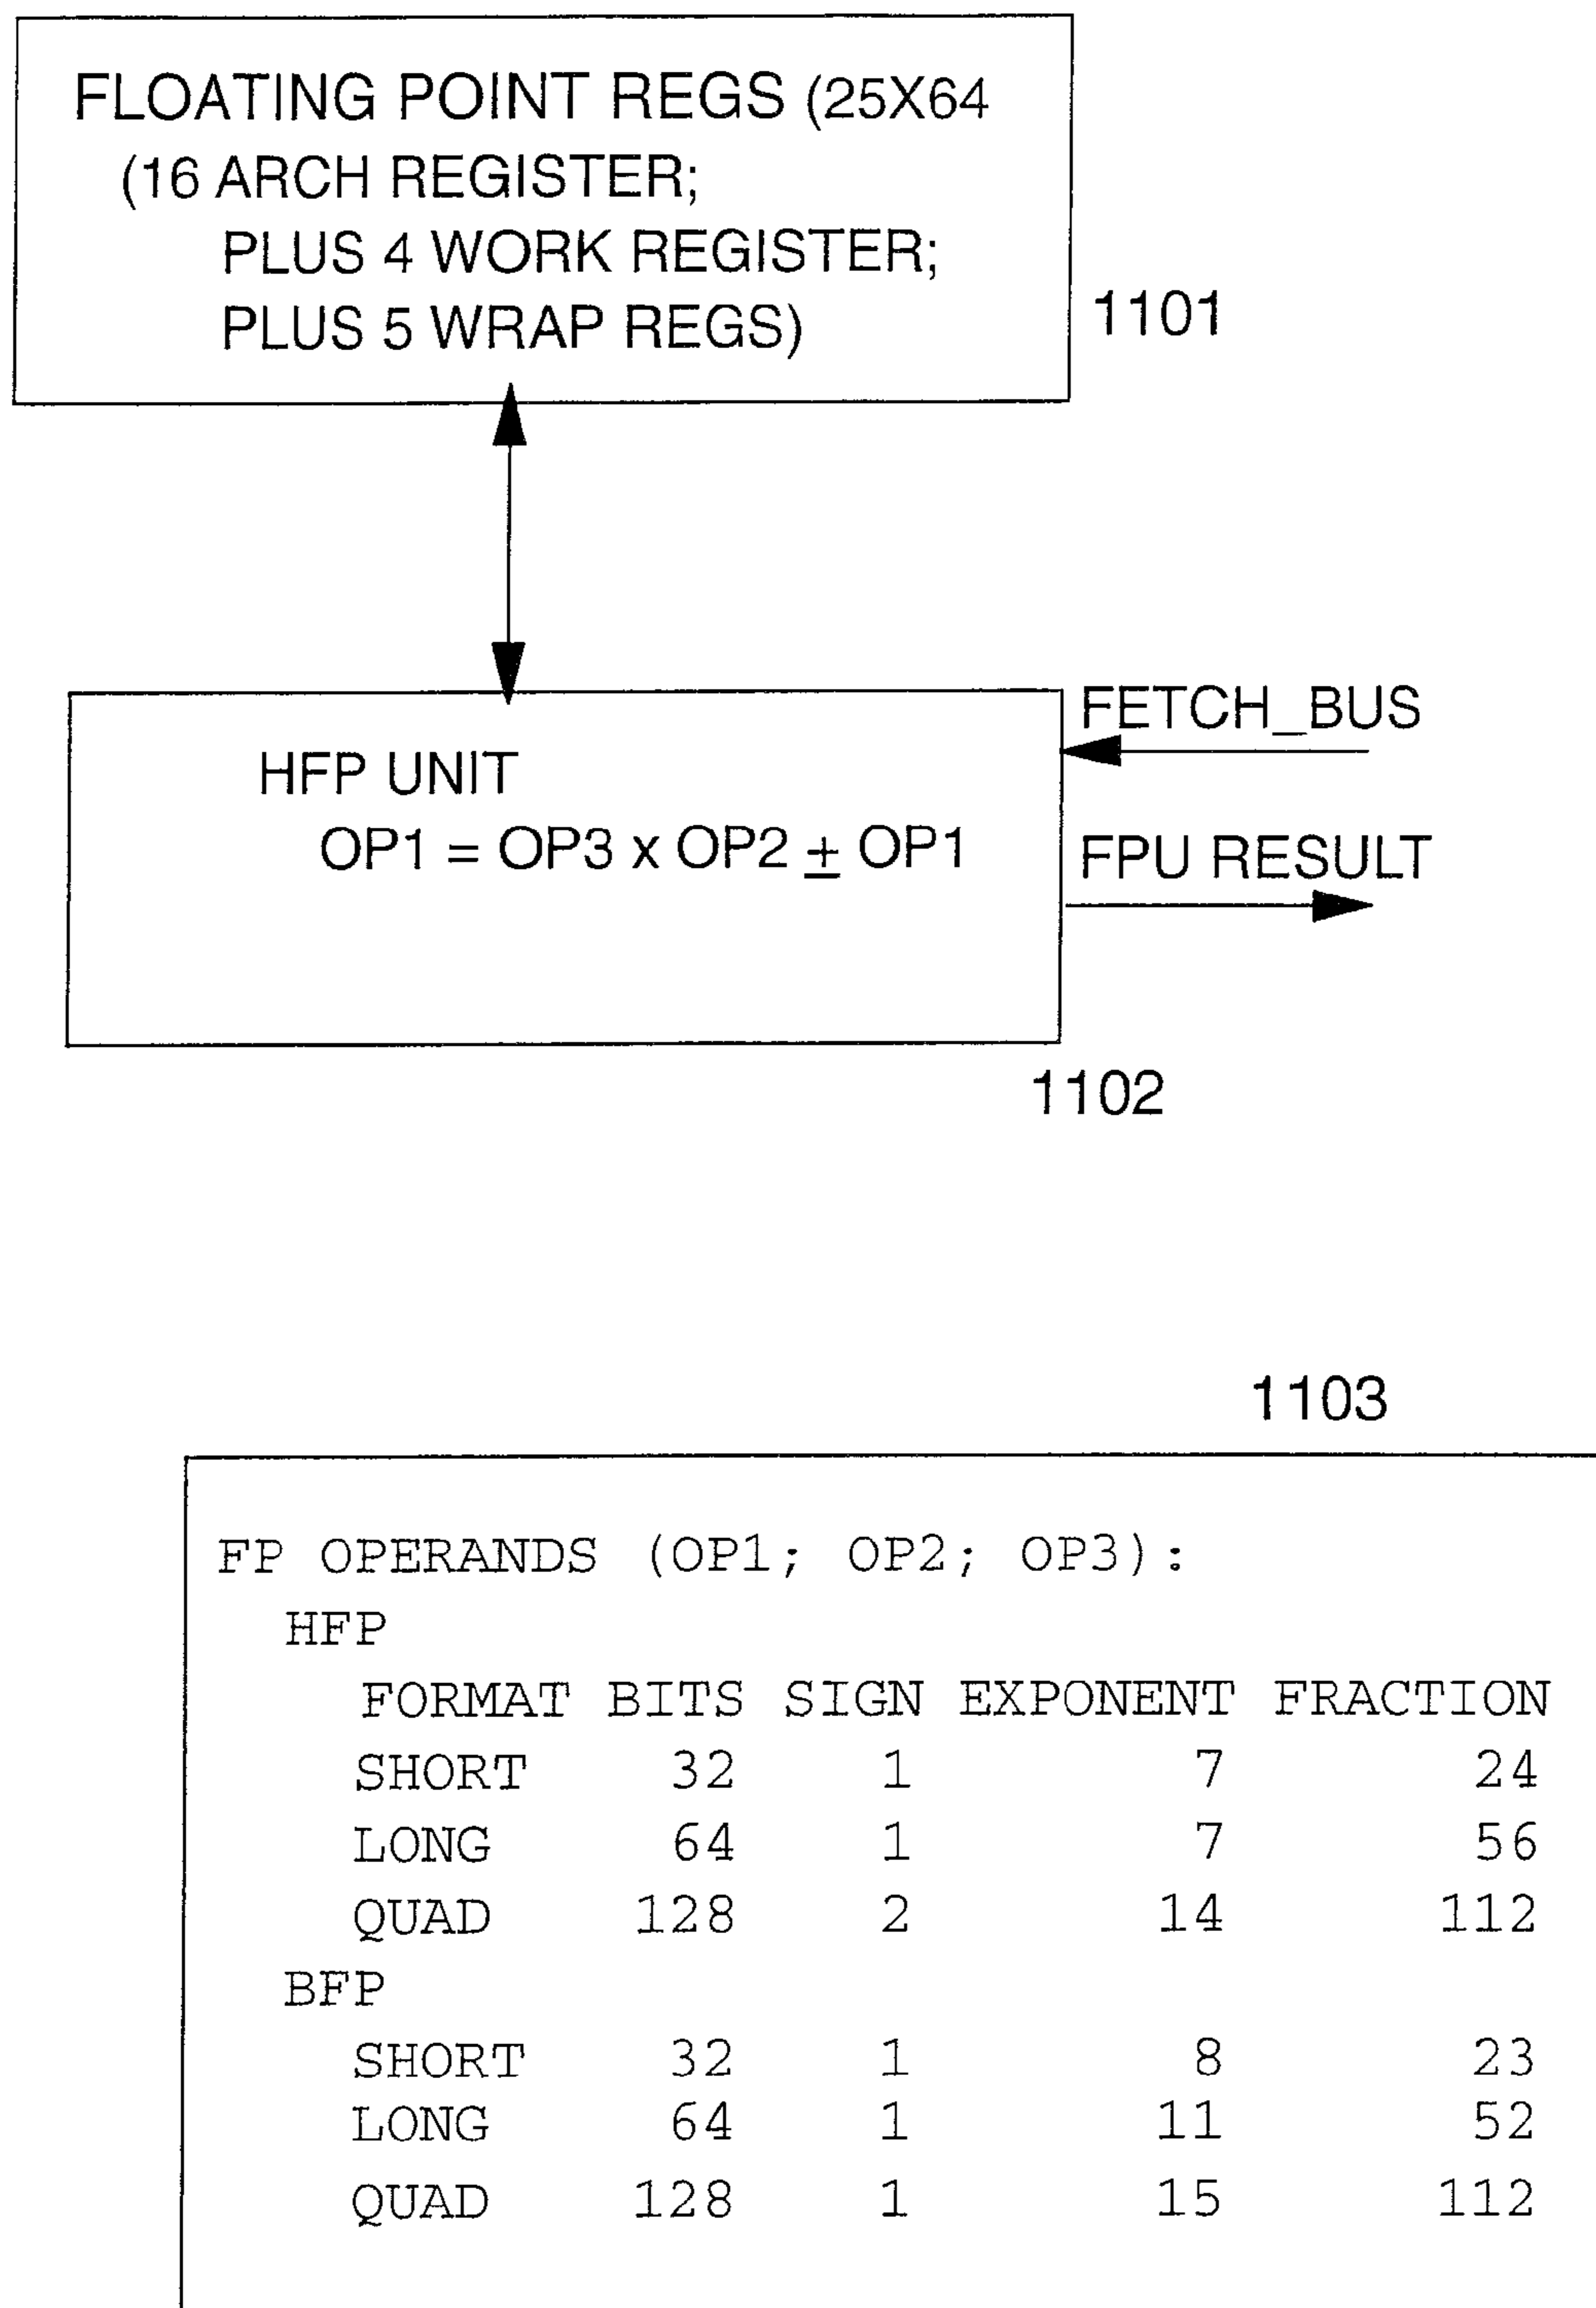 FLOATING POINT REGS (25X64
(16 ARCH REGISTER;
PLUS 4 WORK REGISTER;
PLUS 5 WRAP REGS)
1101
FETCH_BUS
HFP UNIT
OP1 = OP3 x OP2 ± OP1
FPU RESULT
1102
1103
FP OPERANDS (OP1; OP2; OP3):
HFP
FORMAT BITS SIGN EXPONENT FRACTION
SHORT 32 1 7 24
LONG 64 1 7 56
QUAD 128 2 14 112
BFP
SHORT 32 1 8 23
LONG 64 1 11 52
QUAD 128 1 15 112